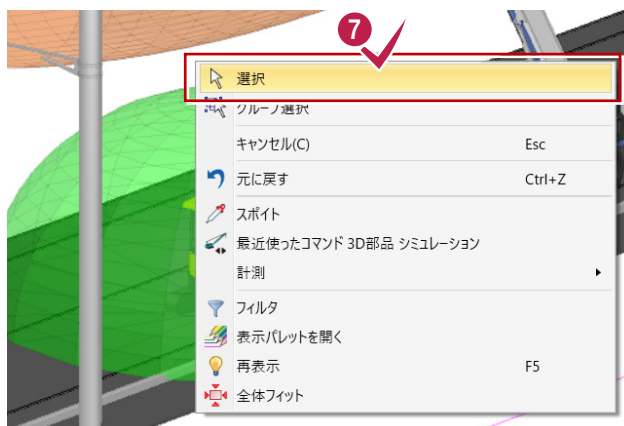 7
選択
グループ選択
キャンセル(C) Esc
元に戻す Ctrl+Z
スポイト
最近使ったコマンド 3D部品 シミュレーション
計測
フィルタ
表示パレットを開く
再表示 F5
全体フィット